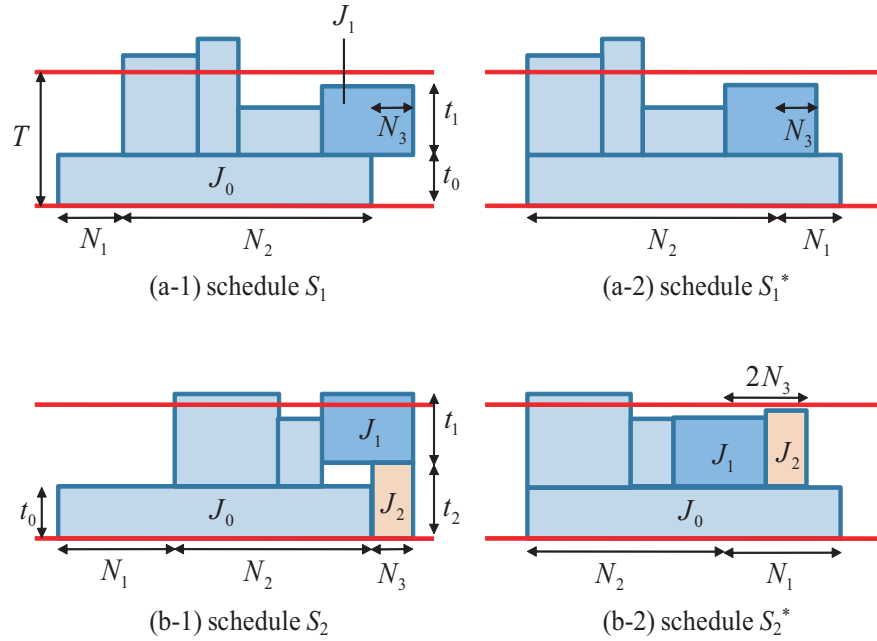 J₁
T
N₃
t₁
J₀
t₀
N₁
N₂
(a-1) schedule S₁
N₃
N₂
N₁
(a-2) schedule S₁*
J₁
t₁
t₀
J₀
J₂
t₂
N₁
N₂
N₃
(b-1) schedule S₂
2N₃
J₁
J₂
J₀
N₂
N₁
(b-2) schedule S₂*